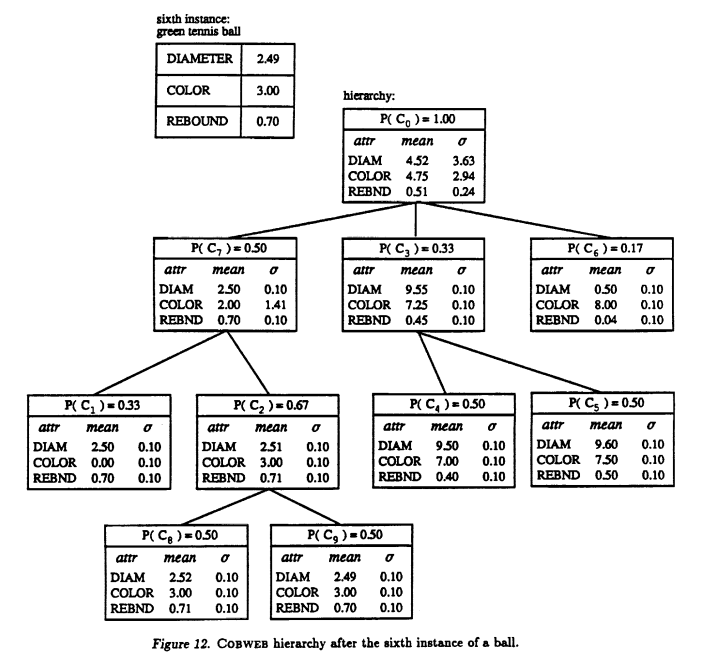 sixth instance:
green tennis ball
DIAMETER 2.49
COLOR 3.00
REBOUND 0.70
hierarchy:
P( C₀ ) = 1.00
attr mean σ
DIAM 4.52 3.63
COLOR 4.75 2.94
REBND 0.51 0.24
P( C₇ ) = 0.50
attr mean σ
DIAM 2.50 0.10
COLOR 2.00 1.41
REBND 0.70 0.10
P( C₃ ) = 0.33
attr mean σ
DIAM 9.55 0.10
COLOR 7.25 0.10
REBND 0.45 0.10
P( C₆ ) = 0.17
attr mean σ
DIAM 0.50 0.10
COLOR 8.00 0.10
REBND 0.04 0.10
P( C₁ ) = 0.33
attr mean σ
DIAM 2.50 0.10
COLOR 0.00 0.10
REBND 0.70 0.10
P( C₂ ) = 0.67
attr mean σ
DIAM 2.51 0.10
COLOR 3.00 0.10
REBND 0.71 0.10
P( C₄ ) = 0.50
attr mean σ
DIAM 9.50 0.10
COLOR 7.00 0.10
REBND 0.40 0.10
P( C₅ ) = 0.50
attr mean σ
DIAM 9.60 0.10
COLOR 7.50 0.10
REBND 0.50 0.10
P( C₈ ) = 0.50
attr mean σ
DIAM 2.52 0.10
COLOR 3.00 0.10
REBND 0.71 0.10
P( C₉ ) = 0.50
attr mean σ
DIAM 2.49 0.10
COLOR 3.00 0.10
REBND 0.70 0.10
Figure 12. COBWEB hierarchy after the sixth instance of a ball.